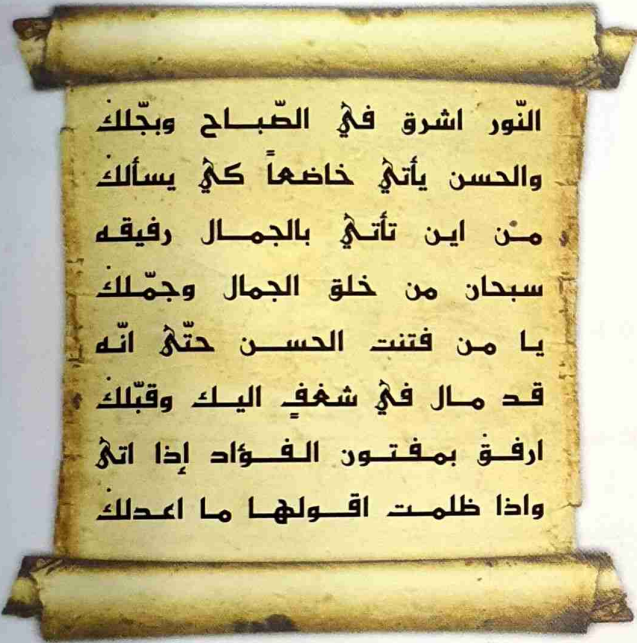 النّور اشرق في الصّباح وبجّلك
والحسن يأتي خاضعاً كي يسألك
من اين تأتي بالجمال رفيقه
سبحان من خلق الجمال وجمّلك
يا من فتنت الحسن حتّى انّه
قد مال في شغفٍ اليك وقبّلك
ارفق بمفتون الفؤاد إذا اتى
واذا ظلمت اقولها ما اعدلك